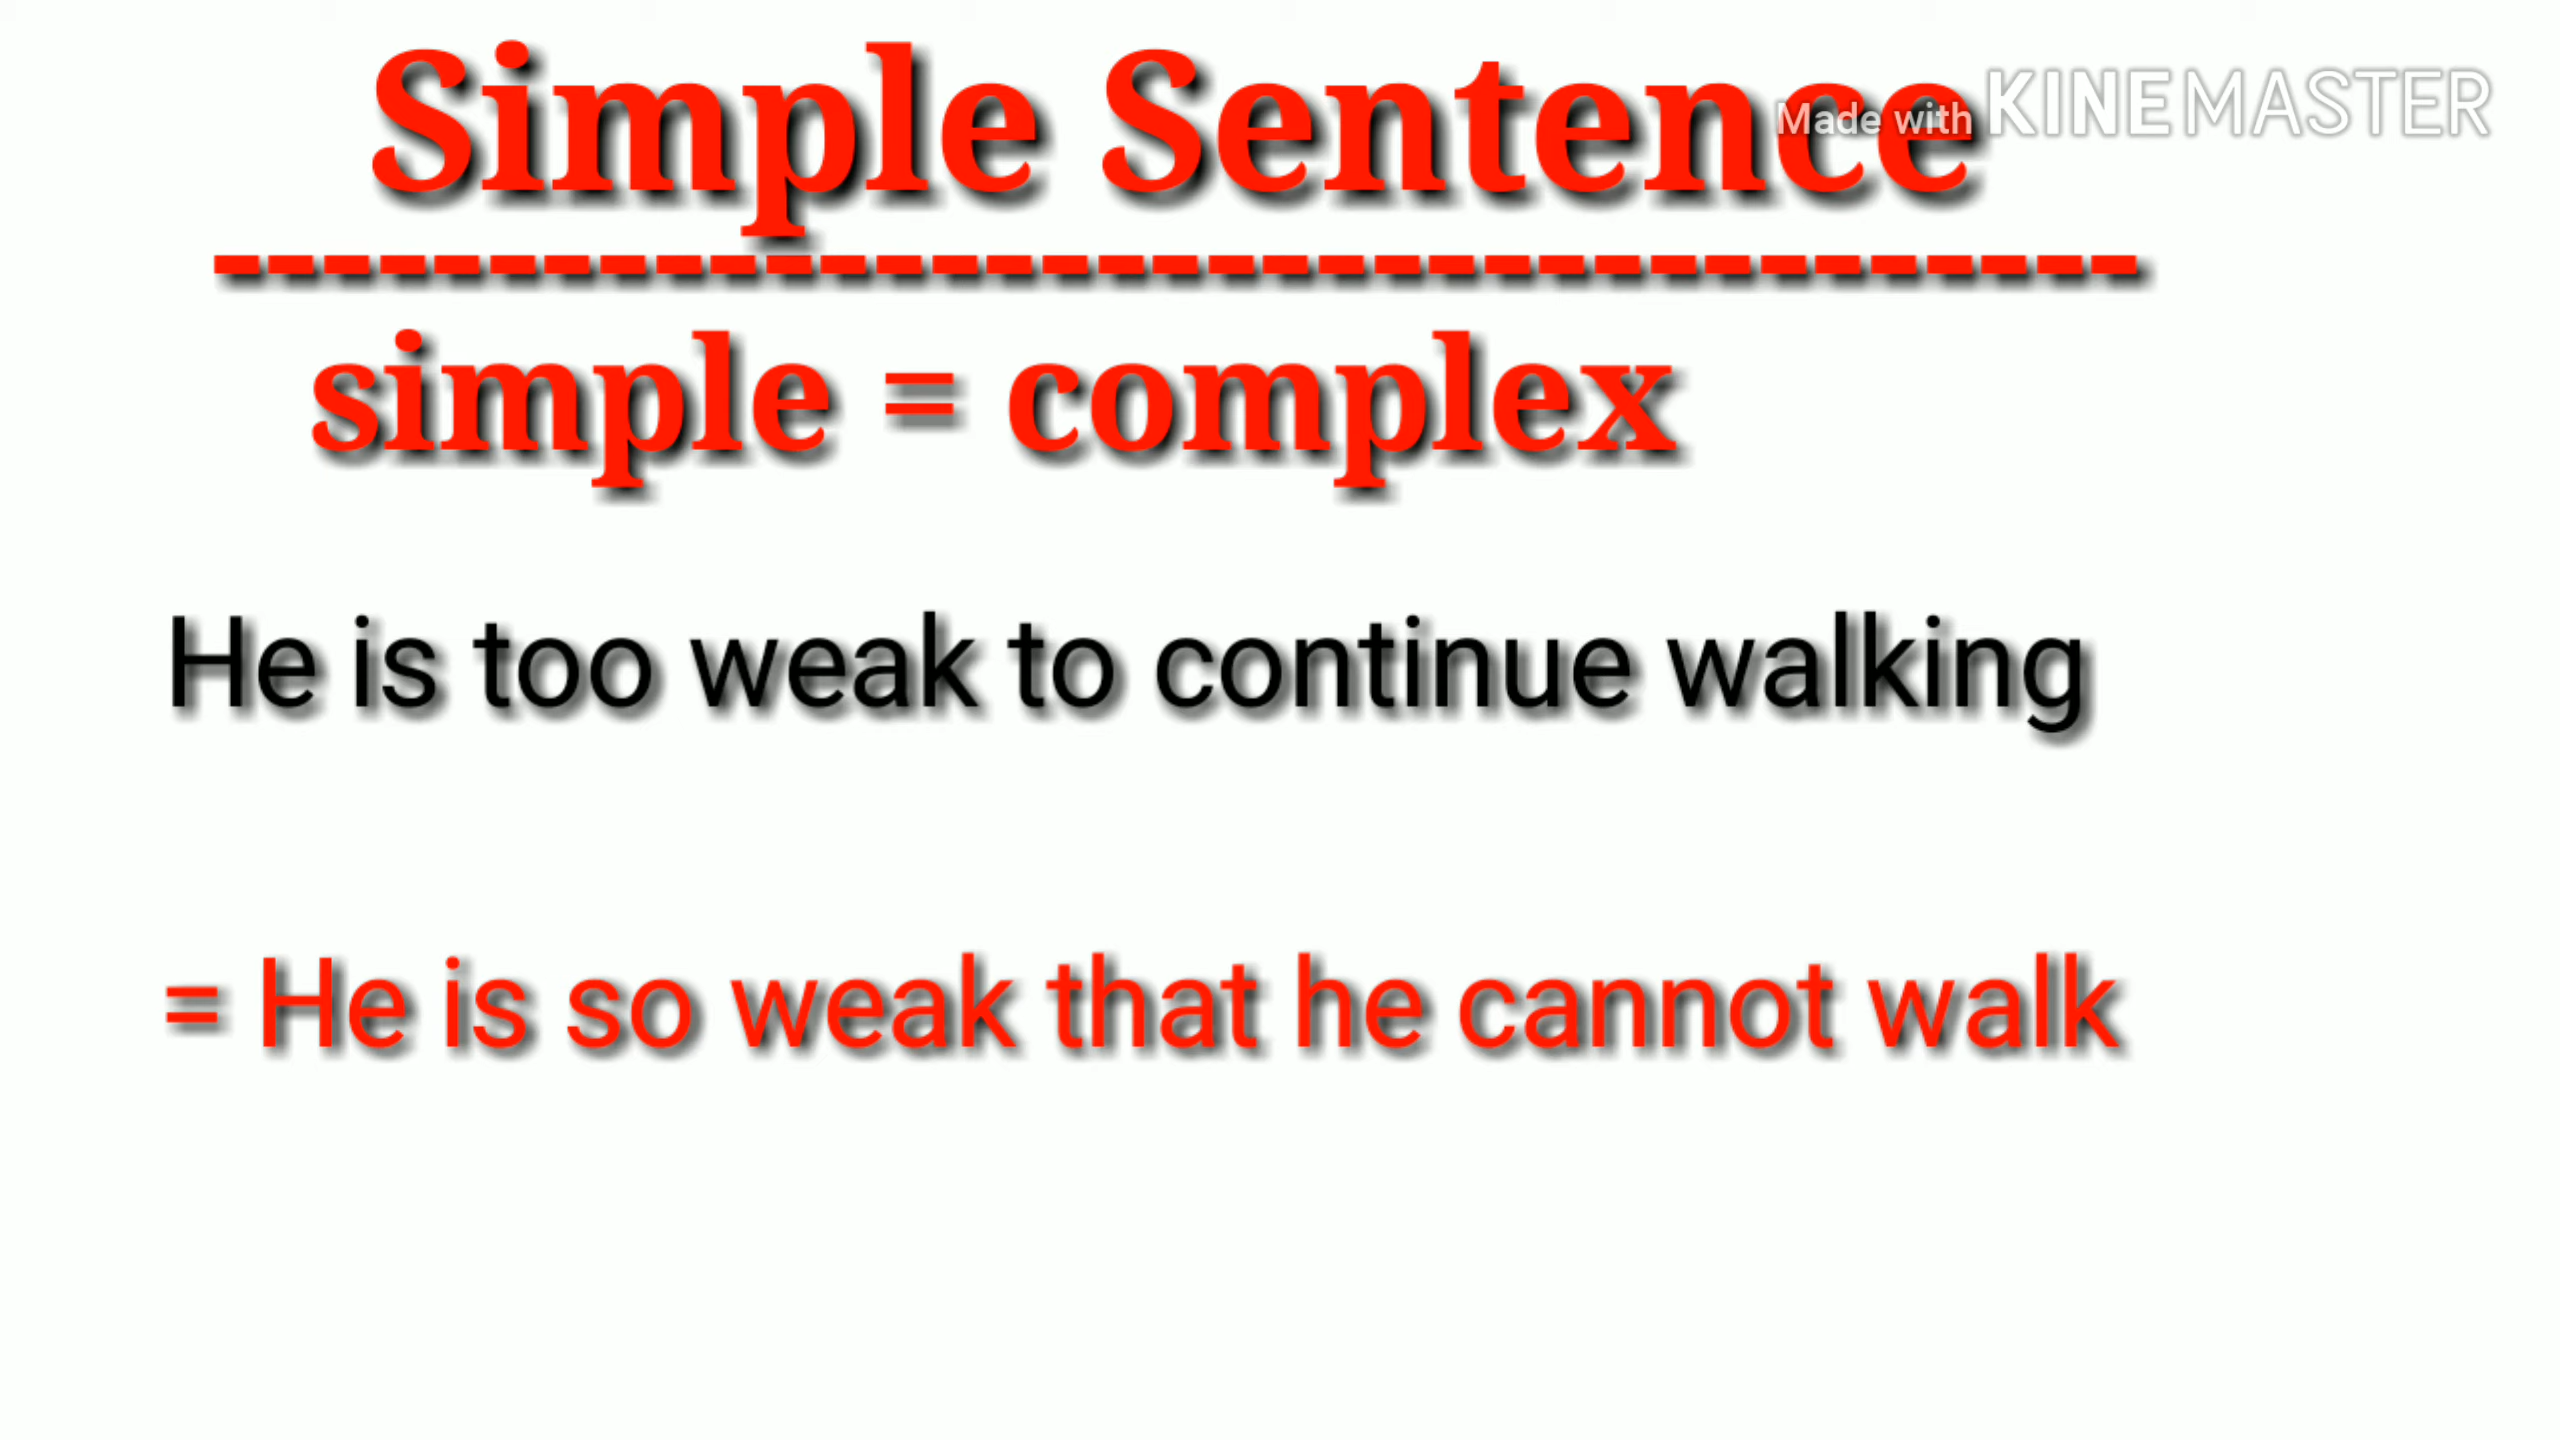 Simple Sentence
Made with KINEMASTER
-----------------------------------
simple = complex
He is too weak to continue walking
= He is so weak that he cannot walk